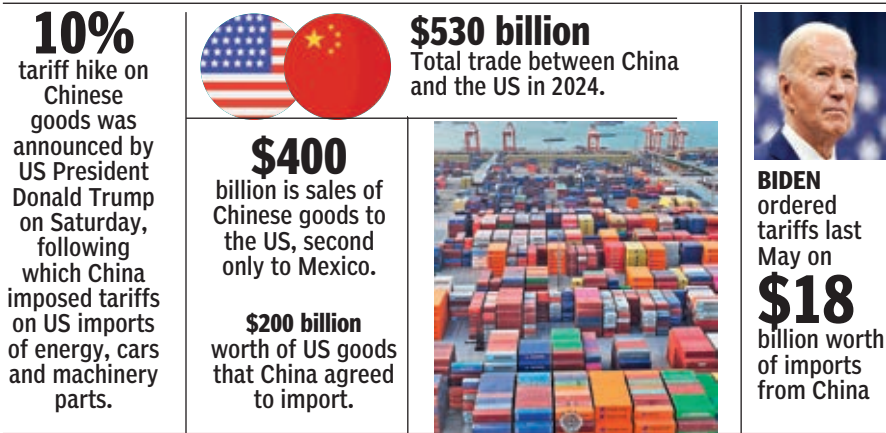 10%
tariff hike on
Chinese
goods was
announced by
US President
Donald Trump
on Saturday,
following
which China
imposed tariffs
on US imports
of energy, cars
and machinery
parts.
$530 billion
Total trade between China
and the US in 2024.
$400
billion is sales of
Chinese goods to
the US, second
only to Mexico.
$200 billion
worth of US goods
that China agreed
to import.
BIDEN
ordered
tariffs last
May on
$18
billion worth
of imports
from China